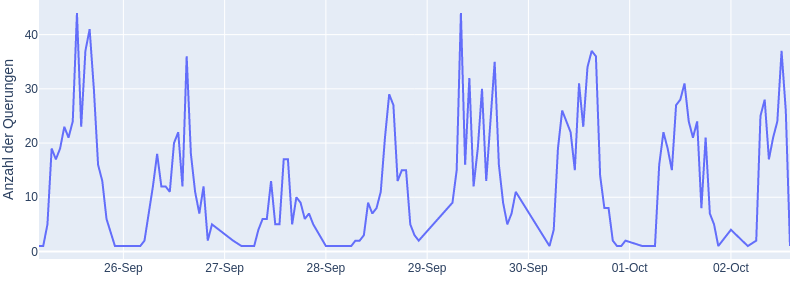 Anzahl der Querungen
40
30
20
10
0
26-Sep
27-Sep
28-Sep
29-Sep
30-Sep
01-Oct
02-Oct